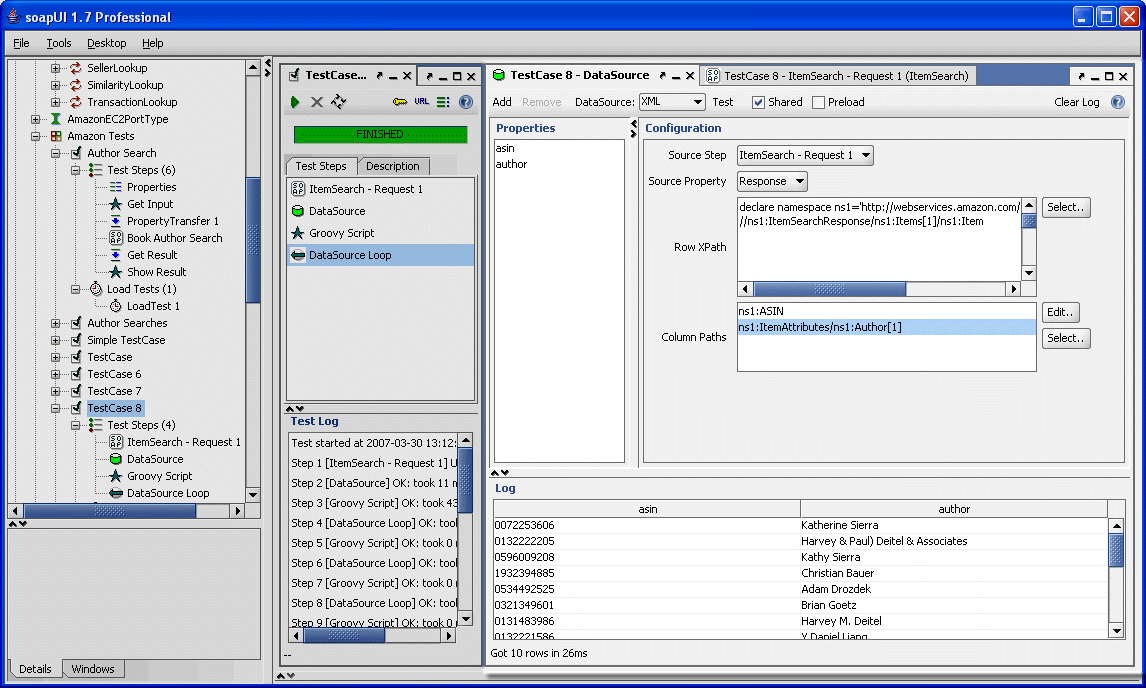 soapUI 1.7 Professional
File Tools Desktop Help
SellerLookup
SimilarityLookup
TransactionLookup
AmazonEC2PortType
Amazon Tests
Author Search
Test Steps (6)
Properties
Get Input
PropertyTransfer 1
Book Author Search
Get Result
Show Result
Load Tests (1)
LoadTest 1
Author Searches
Simple TestCase
TestCase
TestCase 6
TestCase 7
TestCase 8
Test Steps (4)
ItemSearch - Request 1
DataSource
Groovy Script
DataSource Loop
Details Windows
TestCase...
URL
FINISHED
Test Steps Description
ItemSearch - Request 1
DataSource
Groovy Script
DataSource Loop
Test Log
Test started at 2007-03-30 13:12:
Step 1 [ItemSearch - Request 1] U
Step 2 [DataSource] OK: took 11 m
Step 3 [Groovy Script] OK: took 43
Step 4 [DataSource Loop] OK: took
Step 5 [Groovy Script] OK: took 0 m
Step 6 [DataSource Loop] OK: took
Step 7 [Groovy Script] OK: took 0 m
Step 8 [DataSource Loop] OK: took
Step 9 [Groovy Script] OK: took 0 m
--
TestCase 8 - DataSource TestCase 8 - ItemSearch - Request 1 (ItemSearch)
Add Remove DataSource: XML Test Shared Preload Clear Log
Properties
asin
author
Configuration
Source Step ItemSearch - Request 1
Source Property Response
Row XPath
declare namespace ns1='http://webservices.amazon.com/
//ns1:ItemSearchResponse/ns1:Items[1]/ns1:Item
Select..
Column Paths
ns1:ASIN
ns1:ItemAttributes/ns1:Author[1]
Edit..
Select..
Log
asin author
0072253606 Katherine Sierra
0132222205 Harvey & Paul) Deitel & Associates
0596009208 Kathy Sierra
1932394885 Christian Bauer
0534492525 Adam Drozdek
0321349601 Brian Goetz
0131483986 Harvey M. Deitel
0132221586 Y Daniel Liang
Got 10 rows in 26ms